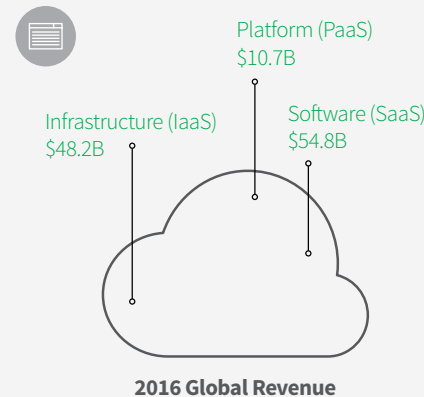 Platform (PaaS)
$10.7B
Infrastructure (IaaS)
$48.2B
Software (SaaS)
$54.8B
2016 Global Revenue